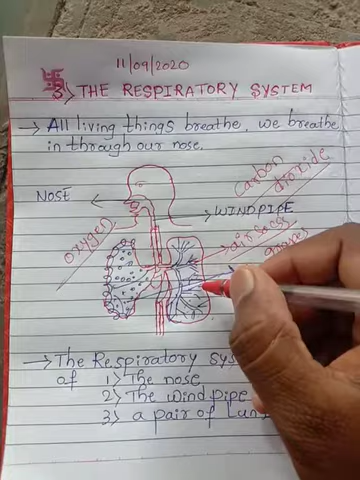 11/09/2020
3) THE RESPIRATORY SYSTEM
→ All living things breathe, we breathe
in through our nose.
Carbon
dioxide
NOSE
WINDPIPE
oxygen
air sacs
→ The Respiratory sys
of 1) The nose
2) The wind pipe
3) a pair of Lun